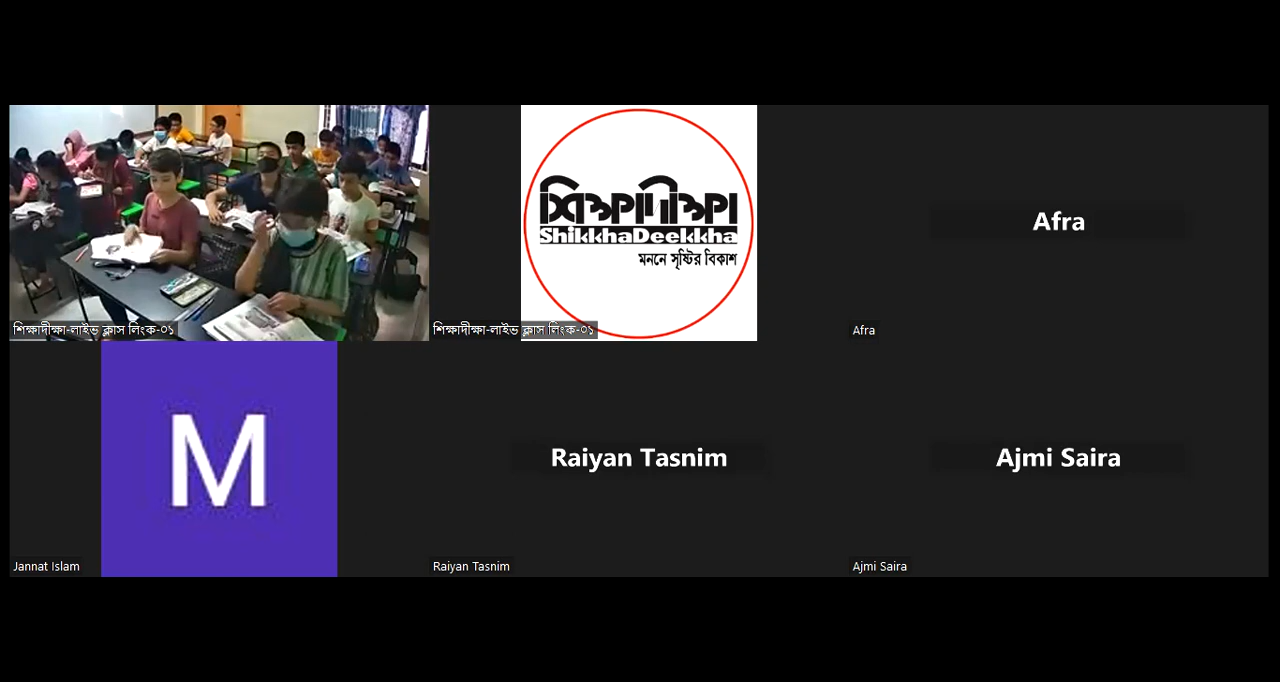 শিক্ষাদীক্ষা
ShikkhaDeekkha
মননে সৃষ্টির বিকাশ
Afra
শিক্ষাদীক্ষা-লাইভ ক্লাস লিংক-০১
শিক্ষাদীক্ষা-লাইভ ক্লাস লিংক-০১
Afra
M
Raiyan Tasnim
Ajmi Saira
Jannat Islam
Raiyan Tasnim
Ajmi Saira